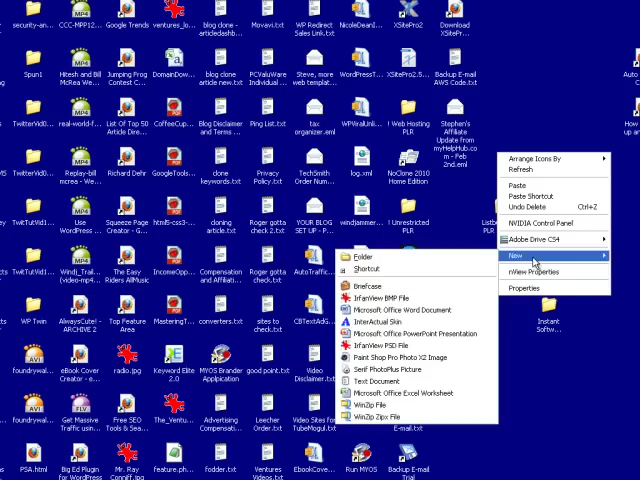 security-an...
CCC-MPP12...
Google Trends
ventures_lo...
blog clone -
articledashb...
Movavi.txt
WP Redirect
Sales Link.txt
NicoleDeanI...
XSitePro2
Download
XSitePr...
Spun1
Hitesh and Bill
McRea We...
Jumping Frog
Contest C...
DomainDow...
blog clone
article new.txt
PCValuWare
Individual ...
Steve, more
web templat...
WordPressT...
XSitePro2.5...
Backup E-mail
AWS Code.txt
Auto
TwitterVid0...
real-world-f...
List Of 50
Article Dire...
CoffeeCup...
Blog Disclaimer
and Terms ...
Ping List.txt
tax
organizer.eml
WPViralUnli...
! Web Hosting
PLR
Stephen's
Affiliate
Update from
myHelpHub.co
m - Feb
2nd.eml
How
up
TwitterVid0...
Replay-bill
mcrea - We...
Richard Dehr
html5-css3-...
clone
keywords.txt
Privacy
Policy.txt
TechSmith
Order Num...
log.xml
NoClone 2010
Home Edition
TwitTutVid0...
Use
WordPress...
Squeeze Page
Creator - G...
cloning
article.txt
Roger gotta
check 2.txt
YOUR BLOG
SET UP - P...
windjammer...
! Unrestricted
PLR
Listb
TwitTutVid0...
Windj_Trail...
(video-mp4...
The Easy
Riders AllMusic
IncomeOpp...
Compensation
and Affiliati...
Roger gotta
check.txt
AutoTraffic...
WP Twin
AlwaysCute! -
ARCHIVE 2
Top Feature
Area
MasteringT...
converters.txt
sites to
check.txt
CBTextAdG...
Instant
Softw...
foundrywal...
eBook Cover
Creator - e...
radio.jpg
Keyword Elite
2.0
MYOS Brander
Application
good point.txt
Video
Disclaimer.txt
foundrywal...
Get Massive
Traffic using...
Free SEO
Tools & Sea...
The_Ventu...
Advertising
Compensati...
Leecher
Order.txt
Video Sites for
TubeMogul.txt
E-mail.txt
PSA.html
Big Ed Plugin
for WordPress
Mr. Ray
Conniff.jpg
feature.ph...
fodder.txt
Ventures
Videos.txt
EbookCove...
Run MYOS
Backup E-mail
Trial
Arrange Icons By
Refresh
Paste
Paste Shortcut
Undo Delete Ctrl+Z
NVIDIA Control Panel
Adobe Drive CS4
New
nView Properties
Properties
Folder
Shortcut
Briefcase
IrfanView BMP File
Microsoft Office Word Document
InterActual Skin
Microsoft Office PowerPoint Presentation
IrfanView PSD File
Paint Shop Pro Photo X2 Image
Serif PhotoPlus Picture
Text Document
Microsoft Office Excel Worksheet
WinZip File
WinZip Zipx File